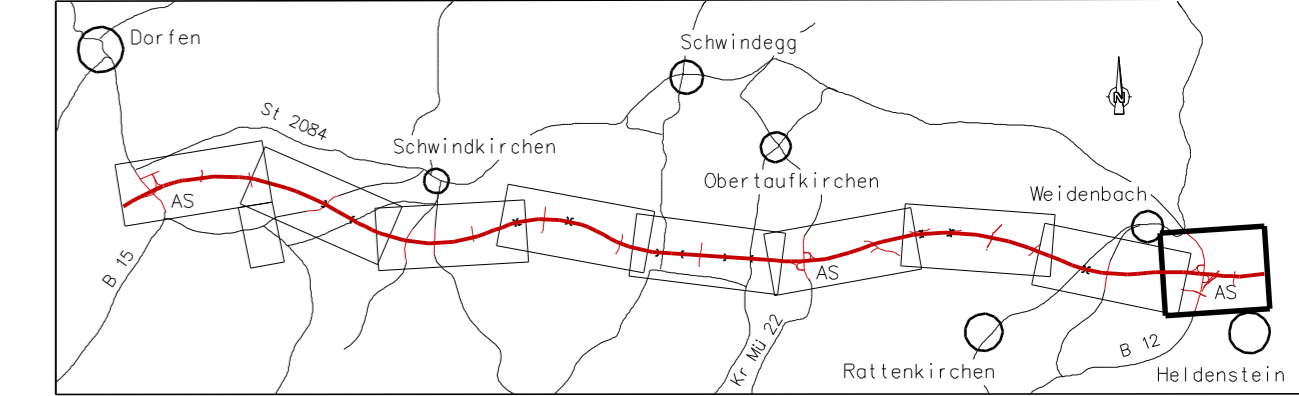 Dorfen
Schwindegg
N
St 2084
Schwindkirchen
Obertaufkirchen
Weidenbach
AS
B 15
AS
AS
Kr Mü 22
B 12
Rattenkirchen
Heldenstein